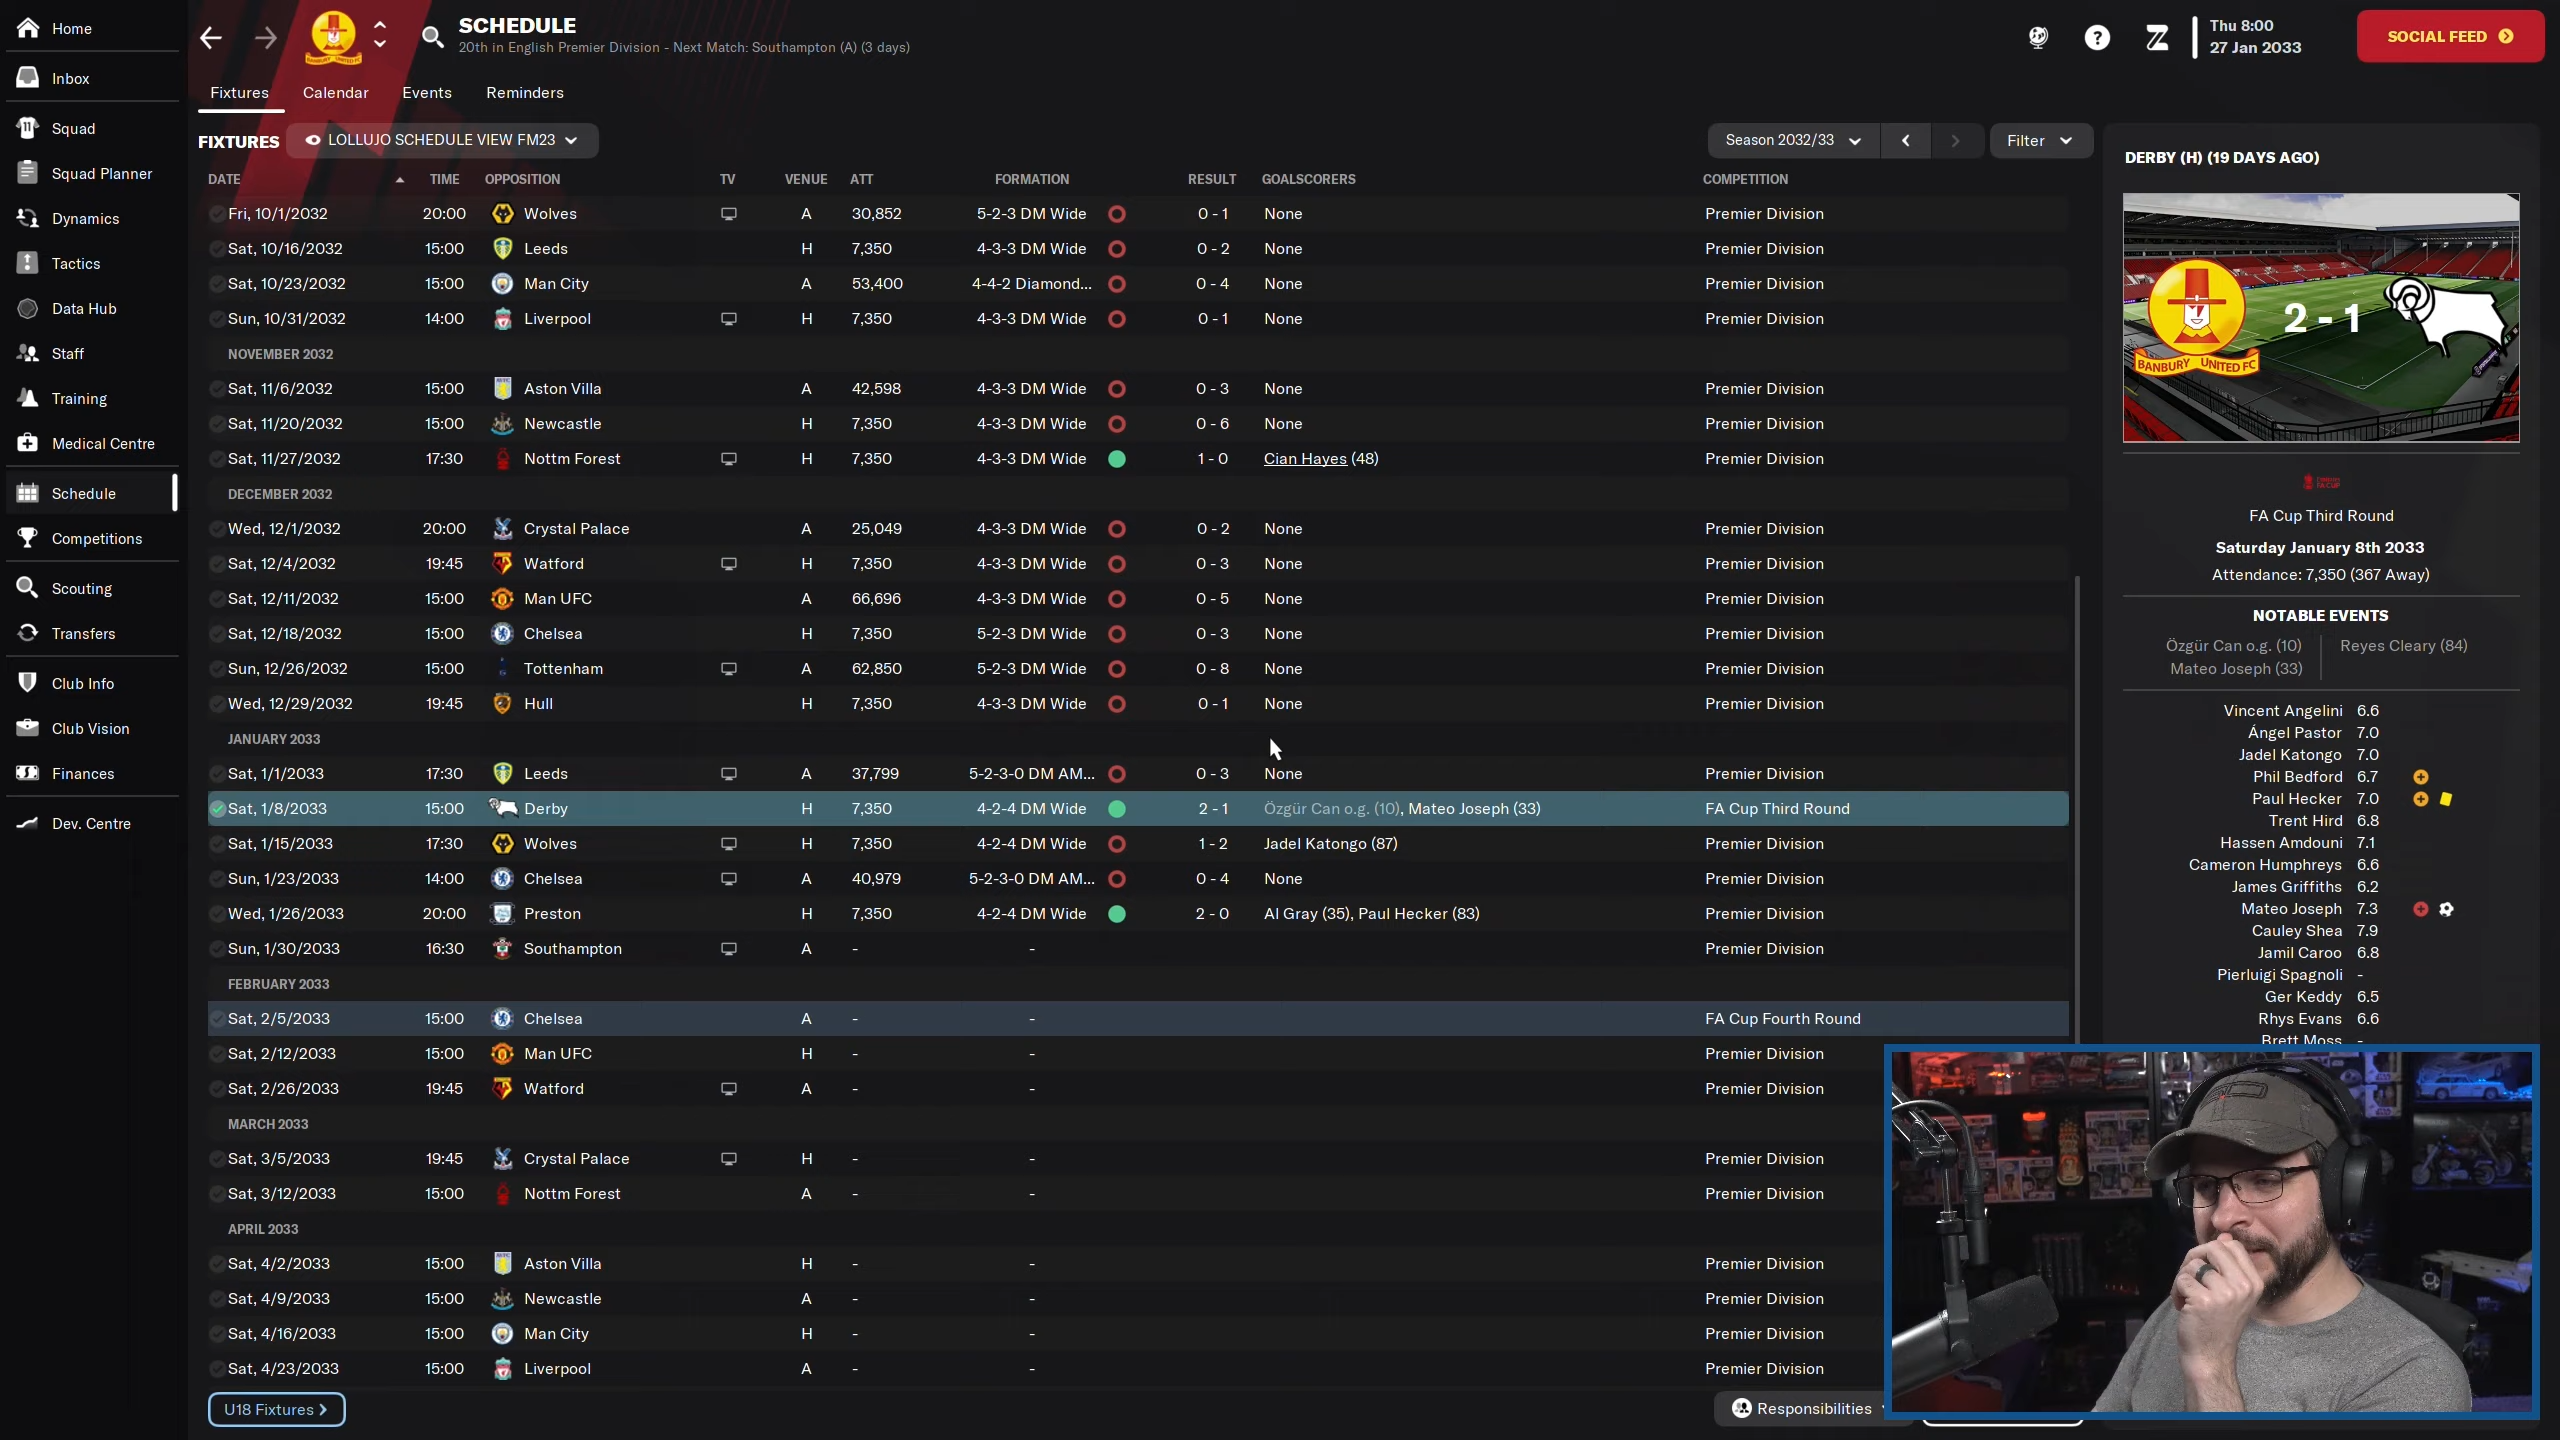 Home
Inbox
Squad
Squad Planner
Dynamics
Tactics
Data Hub
Staff
Training
Medical Centre
Schedule
Competitions
Scouting
Transfers
Club Info
Club Vision
Finances
Dev. Centre
BANBURY UNITED FC
SCHEDULE
20th in English Premier Division - Next Match: Southampton (A) (3 days)
Thu 8:00
27 Jan 2033
SOCIAL FEED
Fixtures Calendar Events Reminders
FIXTURES LOLLUJO SCHEDULE VIEW FM23 Season 2032/33 Filter
DATE TIME OPPOSITION TV VENUE ATT FORMATION RESULT GOALSCORERS COMPETITION
Fri, 10/1/2032 20:00 Wolves A 30,852 5-2-3 DM Wide 0 - 1 None Premier Division
Sat, 10/16/2032 15:00 Leeds H 7,350 4-3-3 DM Wide 0 - 2 None Premier Division
Sat, 10/23/2032 15:00 Man City A 53,400 4-4-2 Diamond... 0 - 4 None Premier Division
Sun, 10/31/2032 14:00 Liverpool H 7,350 4-3-3 DM Wide 0 - 1 None Premier Division
NOVEMBER 2032
Sat, 11/6/2032 15:00 Aston Villa A 42,598 4-3-3 DM Wide 0 - 3 None Premier Division
Sat, 11/20/2032 15:00 Newcastle H 7,350 4-3-3 DM Wide 0 - 6 None Premier Division
Sat, 11/27/2032 17:30 Nottm Forest H 7,350 4-3-3 DM Wide 1 - 0 Cian Hayes (48) Premier Division
DECEMBER 2032
Wed, 12/1/2032 20:00 Crystal Palace A 25,049 4-3-3 DM Wide 0 - 2 None Premier Division
Sat, 12/4/2032 19:45 Watford H 7,350 4-3-3 DM Wide 0 - 3 None Premier Division
Sat, 12/11/2032 15:00 Man UFC A 66,696 4-3-3 DM Wide 0 - 5 None Premier Division
Sat, 12/18/2032 15:00 Chelsea H 7,350 5-2-3 DM Wide 0 - 3 None Premier Division
Sun, 12/26/2032 15:00 Tottenham A 62,850 5-2-3 DM Wide 0 - 8 None Premier Division
Wed, 12/29/2032 19:45 Hull H 7,350 4-3-3 DM Wide 0 - 1 None Premier Division
JANUARY 2033
Sat, 1/1/2033 17:30 Leeds A 37,799 5-2-3-0 DM AM... 0 - 3 None Premier Division
Sat, 1/8/2033 15:00 Derby H 7,350 4-2-4 DM Wide 2 - 1 Özgür Can o.g. (10), Mateo Joseph (33) FA Cup Third Round
Sat, 1/15/2033 17:30 Wolves H 7,350 4-2-4 DM Wide 1 - 2 Jadel Katongo (87) Premier Division
Sun, 1/23/2033 14:00 Chelsea A 40,979 5-2-3-0 DM AM... 0 - 4 None Premier Division
Wed, 1/26/2033 20:00 Preston H 7,350 4-2-4 DM Wide 2 - 0 Al Gray (35), Paul Hecker (83) Premier Division
Sun, 1/30/2033 16:30 Southampton A - - Premier Division
FEBRUARY 2033
Sat, 2/5/2033 15:00 Chelsea A - - FA Cup Fourth Round
Sat, 2/12/2033 15:00 Man UFC H - - Premier Division
Sat, 2/26/2033 19:45 Watford A - - Premier Division
MARCH 2033
Sat, 3/5/2033 19:45 Crystal Palace H - - Premier Division
Sat, 3/12/2033 15:00 Nottm Forest A - - Premier Division
APRIL 2033
Sat, 4/2/2033 15:00 Aston Villa H - - Premier Division
Sat, 4/9/2033 15:00 Newcastle A - - Premier Division
Sat, 4/16/2033 15:00 Man City H - - Premier Division
Sat, 4/23/2033 15:00 Liverpool A - - Premier Division
U18 Fixtures
Responsibilities
DERBY (H) (19 DAYS AGO)
BANBURY UNITED FC
2 - 1
FA CUP
FA Cup Third Round
Saturday January 8th 2033
Attendance: 7,350 (367 Away)
NOTABLE EVENTS
Özgür Can o.g. (10) Reyes Cleary (84)
Mateo Joseph (33)
Vincent Angelini 6.6
Ángel Pastor 7.0
Jadel Katongo 7.0
Phil Bedford 6.7
Paul Hecker 7.0
Trent Hird 6.8
Hassen Amdouni 7.1
Cameron Humphreys 6.6
James Griffiths 6.2
Mateo Joseph 7.3
Cauley Shea 7.9
Jamil Caroo 6.8
Pierluigi Spagnoli -
Ger Keddy 6.5
Rhys Evans 6.6
Brett Moss -